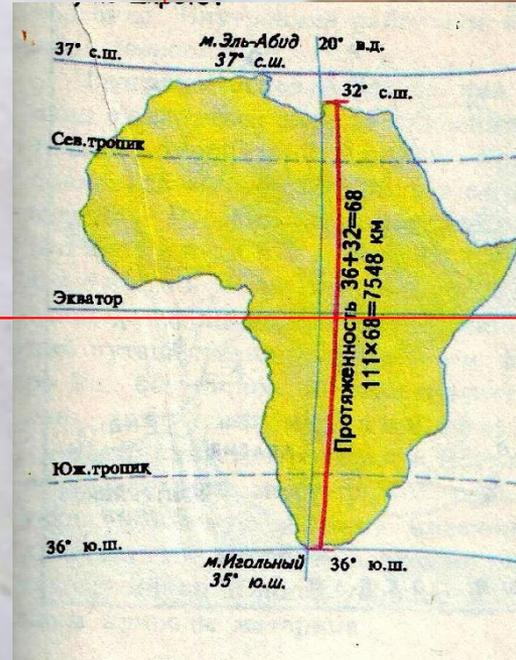 м.Эль-Абид
37° с.ш.
20° в.д.
37° с.ш.
32° с.ш.
Сев.тропик
Протяженность 36+32=68
111×68=7548 км
Экватор
Юж.тропик
36° ю.ш.
м.Игольный
35° ю.ш.
36° ю.ш.